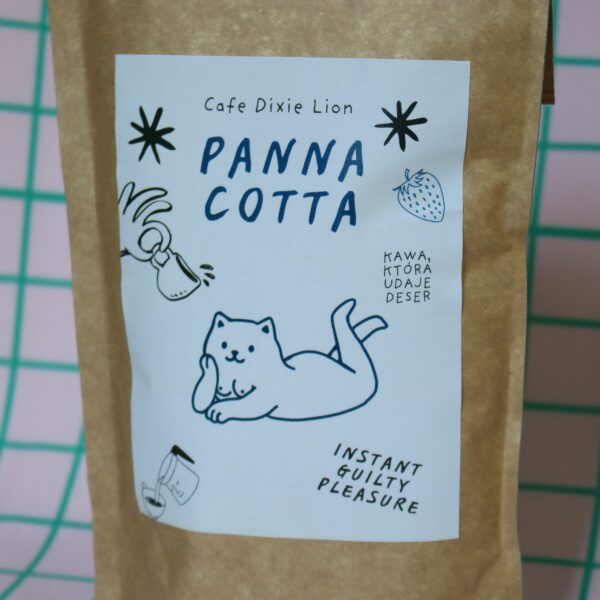 Cafe Dixie Lion
PANNA
COTTA
KAWA,
KTÓRA
UDAJE
DESER
INSTANT
GUILTY
PLEASURE